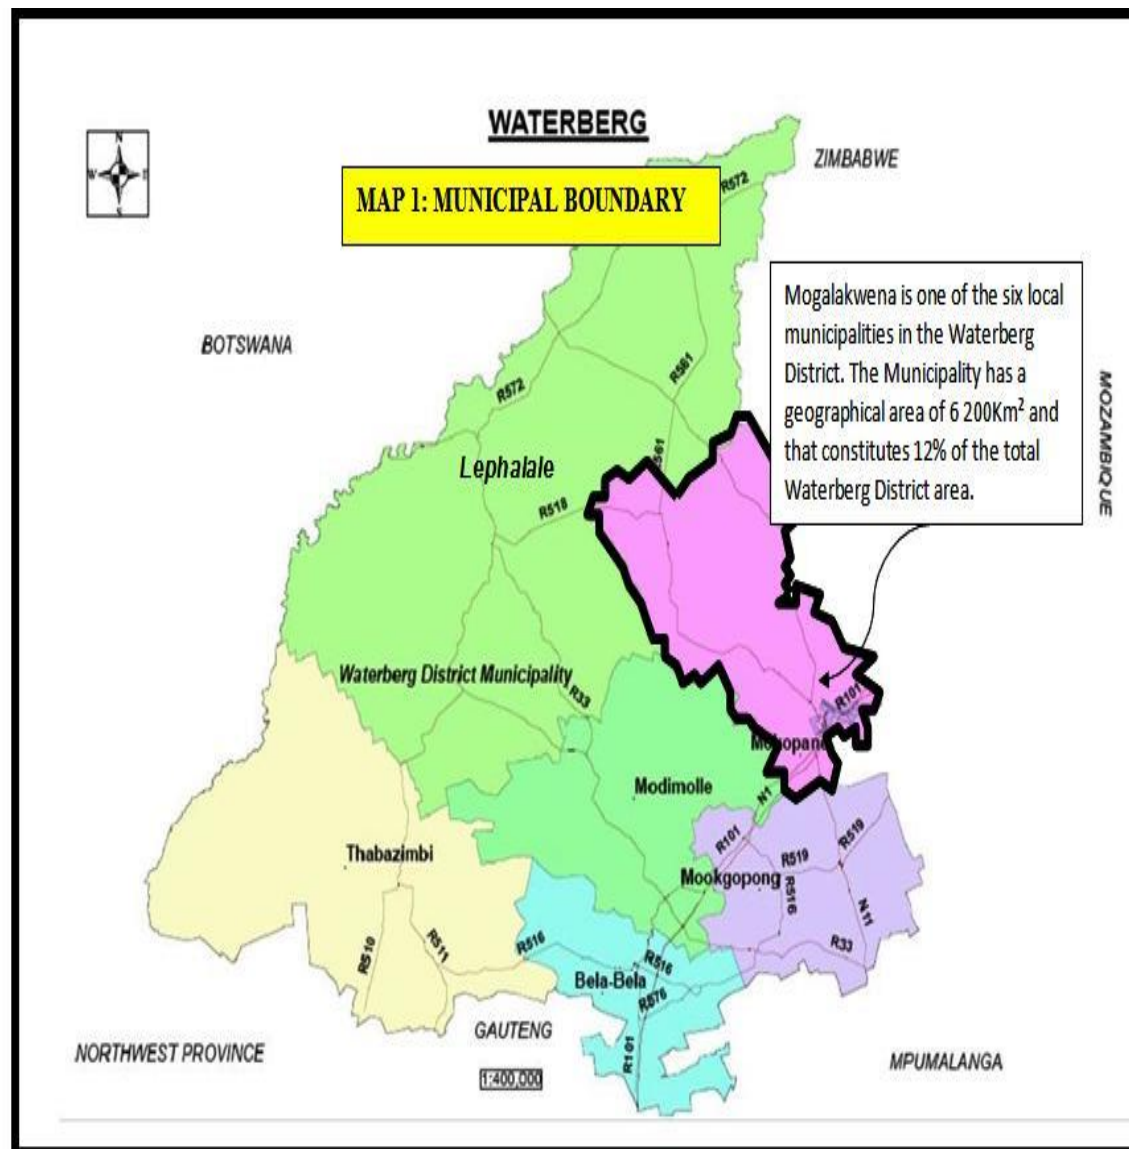 N
W
E
S
WATERBERG
ZIMBABWE
MAP 1: MUNICIPAL BOUNDARY
R572
Mogalakwena is one of the six local
municipalities in the Waterberg
District. The Municipality has a
geographical area of 6 200Km² and
that constitutes 12% of the total
Waterberg District area.
BOTSWANA
MOZAMBIQUE
R561
R572
Lephalale
R518
Waterberg District Municipality
R33
R101
Modimolle
N1
R101
R519
R519
Thabazimbi
Mookgopong
R516
N11
R510
R511
R516
R33
R516
Bela-Bela
R576
GAUTENG
R101
NORTHWEST PROVINCE
MPUMALANGA
1:400,000